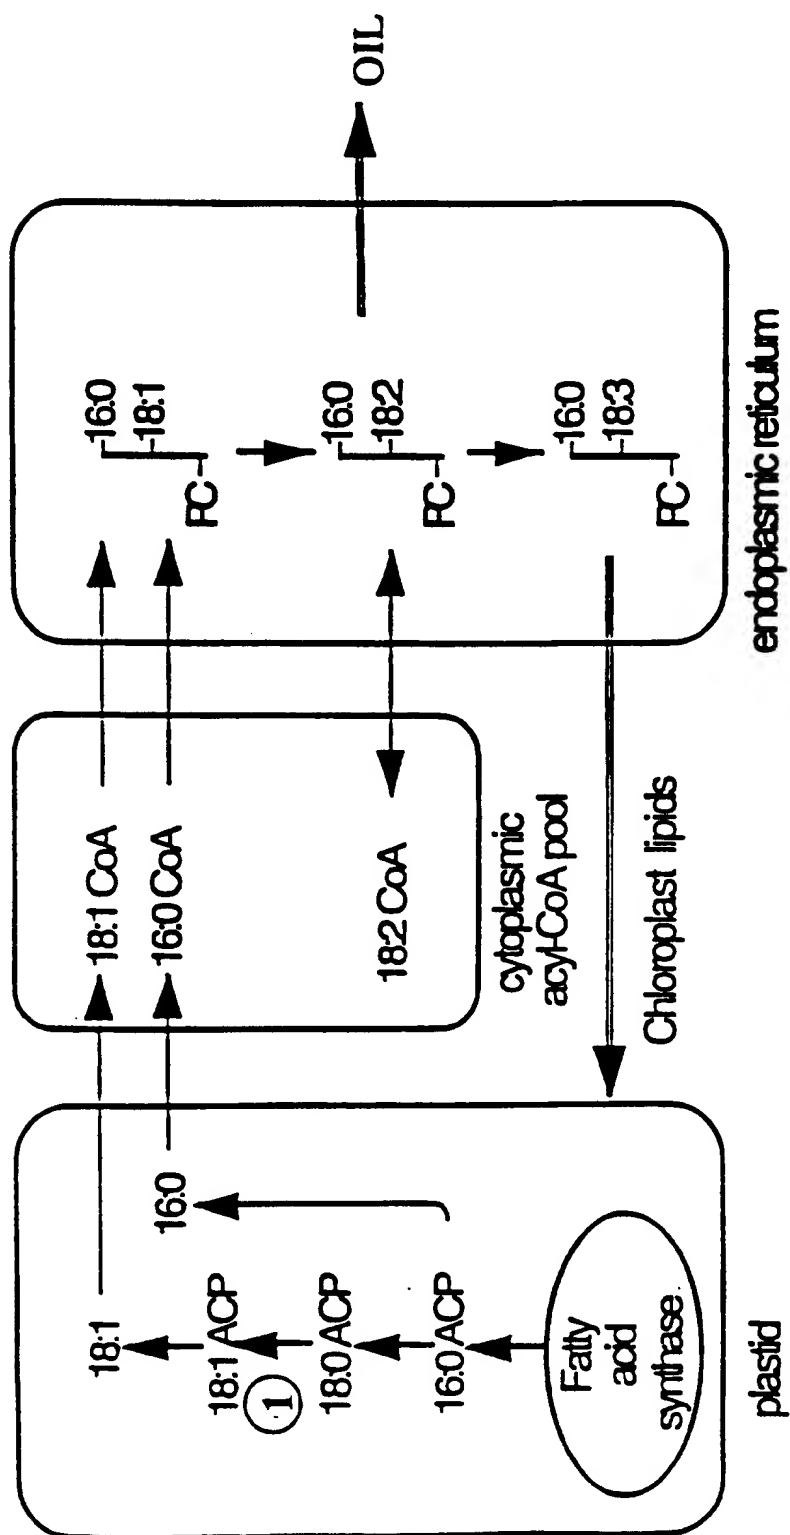 18:1
18:1 ACP
1
18:0 ACP
16:0 ACP
Fatty
acid
synthase
16:0
plastid
18:1 CoA
16:0 CoA
18:2 CoA
cytoplasmic
acyl-CoA pool
Chloroplast lipids
16:0
18:1
PC
16:0
18:2
PC
16:0
18:3
PC
endoplasmic reticulum
OIL